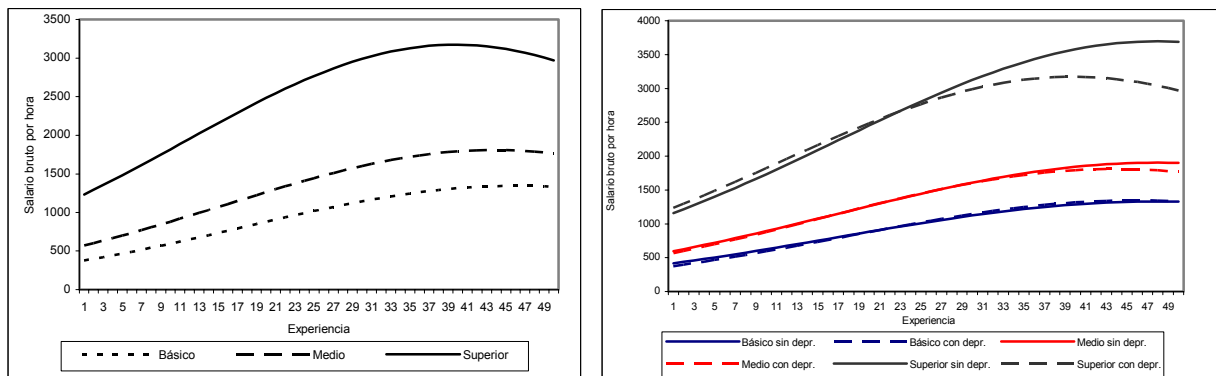 3500
3000
2500
2000
1500
1000
500
0
Salario bruto por hora
1 3 5 7 9 11 13 15 17 19 21 23 25 27 29 31 33 35 37 39 41 43 45 47 49
Experiencia
Básico Medio Superior
4000
3500
3000
2500
2000
1500
1000
500
0
Salario bruto por hora
1 3 5 7 9 11 13 15 17 19 21 23 25 27 29 31 33 35 37 39 41 43 45 47 49
Experiencia
Básico sin depr. Básico con depr. Medio sin depr.
Medio con depr. Superior sin depr. Superior con depr.